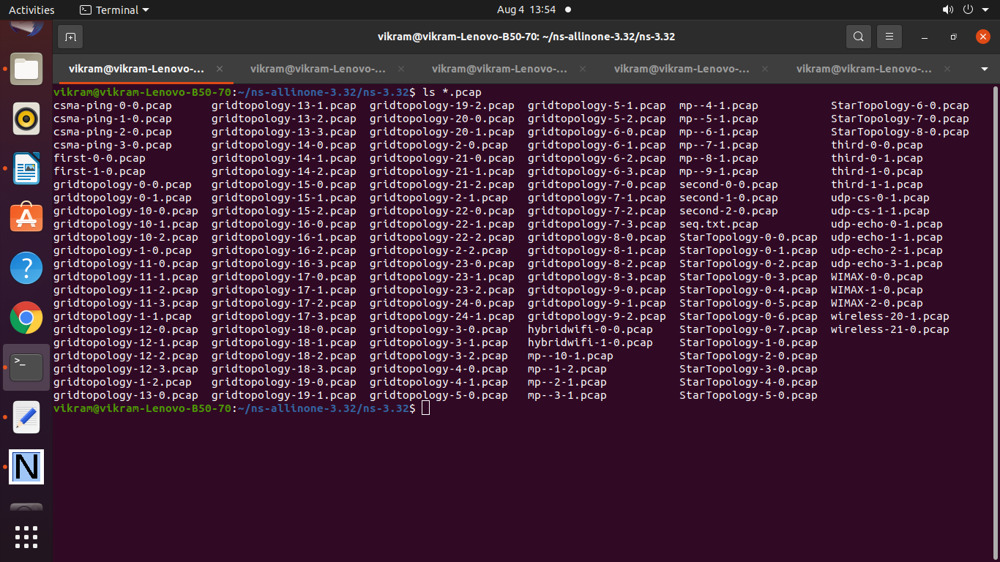 Activities Terminal Aug 4 13:54
vikram@vikram-Lenovo-B50-70: ~/ns-allinone-3.32/ns-3.32
vikram@vikram-Lenovo-... vikram@vikram-Lenovo-... vikram@vikram-Lenovo-... vikram@vikram-Lenovo-... vikram@vikram-Lenovo-...
vikram@vikram-Lenovo-B50-70:~/ns-allinone-3.32/ns-3.32$ ls *.pcap
csma-ping-0-0.pcap gridtopology-13-1.pcap gridtopology-19-2.pcap gridtopology-5-1.pcap mp--4-1.pcap StarTopology-6-0.pcap
csma-ping-1-0.pcap gridtopology-13-2.pcap gridtopology-20-0.pcap gridtopology-5-2.pcap mp--5-1.pcap StarTopology-7-0.pcap
csma-ping-2-0.pcap gridtopology-13-3.pcap gridtopology-20-1.pcap gridtopology-6-0.pcap mp--6-1.pcap StarTopology-8-0.pcap
csma-ping-3-0.pcap gridtopology-14-0.pcap gridtopology-2-0.pcap gridtopology-6-1.pcap mp--7-1.pcap third-0-0.pcap
first-0-0.pcap gridtopology-14-1.pcap gridtopology-21-0.pcap gridtopology-6-2.pcap mp--8-1.pcap third-0-1.pcap
first-1-0.pcap gridtopology-14-2.pcap gridtopology-21-1.pcap gridtopology-6-3.pcap mp--9-1.pcap third-1-0.pcap
gridtopology-0-0.pcap gridtopology-15-0.pcap gridtopology-21-2.pcap gridtopology-7-0.pcap second-0-0.pcap third-1-1.pcap
gridtopology-0-1.pcap gridtopology-15-1.pcap gridtopology-2-1.pcap gridtopology-7-1.pcap second-1-0.pcap udp-cs-0-1.pcap
gridtopology-10-0.pcap gridtopology-15-2.pcap gridtopology-22-0.pcap gridtopology-7-2.pcap second-2-0.pcap udp-cs-1-1.pcap
gridtopology-10-1.pcap gridtopology-16-0.pcap gridtopology-22-1.pcap gridtopology-7-3.pcap seq.txt.pcap udp-echo-0-1.pcap
gridtopology-10-2.pcap gridtopology-16-1.pcap gridtopology-22-2.pcap gridtopology-8-0.pcap StarTopology-0-0.pcap udp-echo-1-1.pcap
gridtopology-1-0.pcap gridtopology-16-2.pcap gridtopology-2-2.pcap gridtopology-8-1.pcap StarTopology-0-1.pcap udp-echo-2-1.pcap
gridtopology-11-0.pcap gridtopology-16-3.pcap gridtopology-23-0.pcap gridtopology-8-2.pcap StarTopology-0-2.pcap udp-echo-3-1.pcap
gridtopology-11-1.pcap gridtopology-17-0.pcap gridtopology-23-1.pcap gridtopology-8-3.pcap StarTopology-0-3.pcap WIMAX-0-0.pcap
gridtopology-11-2.pcap gridtopology-17-1.pcap gridtopology-23-2.pcap gridtopology-9-0.pcap StarTopology-0-4.pcap WIMAX-1-0.pcap
gridtopology-11-3.pcap gridtopology-17-2.pcap gridtopology-24-0.pcap gridtopology-9-1.pcap StarTopology-0-5.pcap WIMAX-2-0.pcap
gridtopology-1-1.pcap gridtopology-17-3.pcap gridtopology-24-1.pcap gridtopology-9-2.pcap StarTopology-0-6.pcap wireless-20-1.pcap
gridtopology-12-0.pcap gridtopology-18-0.pcap gridtopology-3-0.pcap hybridwifi-0-0.pcap StarTopology-0-7.pcap wireless-21-0.pcap
gridtopology-12-1.pcap gridtopology-18-1.pcap gridtopology-3-1.pcap hybridwifi-1-0.pcap StarTopology-1-0.pcap
gridtopology-12-2.pcap gridtopology-18-2.pcap gridtopology-3-2.pcap mp--10-1.pcap StarTopology-2-0.pcap
gridtopology-12-3.pcap gridtopology-18-3.pcap gridtopology-4-0.pcap mp--1-2.pcap StarTopology-3-0.pcap
gridtopology-1-2.pcap gridtopology-19-0.pcap gridtopology-4-1.pcap mp--2-1.pcap StarTopology-4-0.pcap
gridtopology-13-0.pcap gridtopology-19-1.pcap gridtopology-5-0.pcap mp--3-1.pcap StarTopology-5-0.pcap
vikram@vikram-Lenovo-B50-70:~/ns-allinone-3.32/ns-3.32$